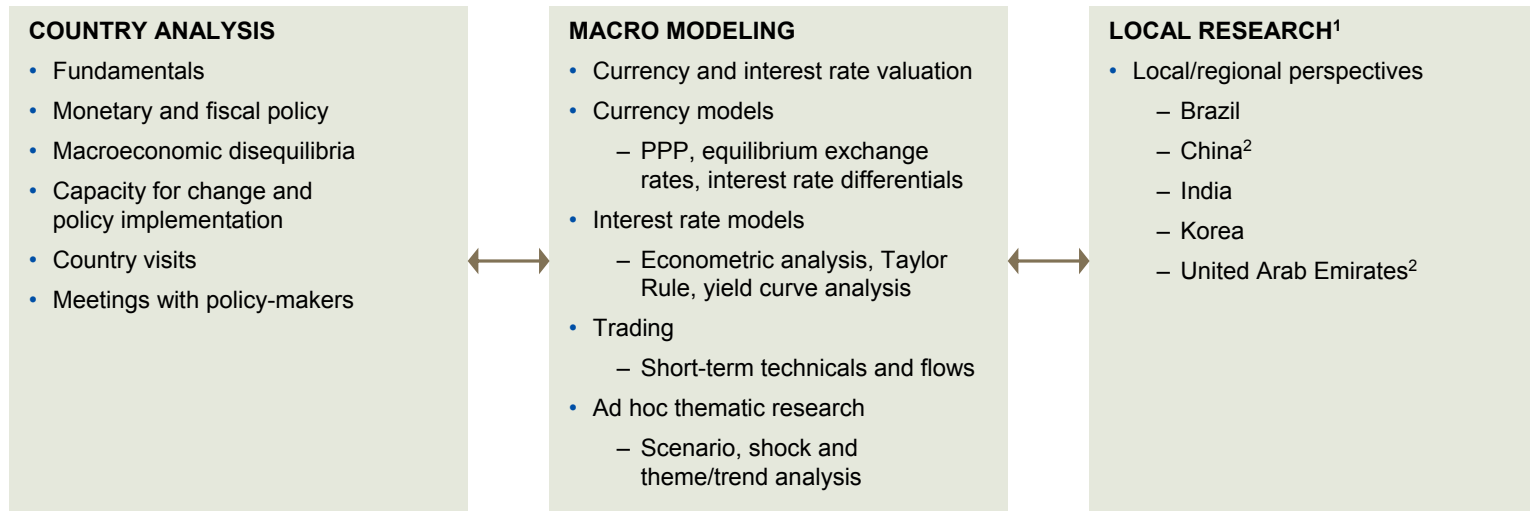 COUNTRY ANALYSIS
• Fundamentals
• Monetary and fiscal policy
• Macroeconomic disequilibria
• Capacity for change and
policy implementation
• Country visits
• Meetings with policy-makers
MACRO MODELING
• Currency and interest rate valuation
• Currency models
– PPP, equilibrium exchange
rates, interest rate differentials
• Interest rate models
– Econometric analysis, Taylor
Rule, yield curve analysis
• Trading
– Short-term technicals and flows
• Ad hoc thematic research
– Scenario, shock and
theme/trend analysis
LOCAL RESEARCH¹
• Local/regional perspectives
– Brazil
– China²
– India
– Korea
– United Arab Emirates²